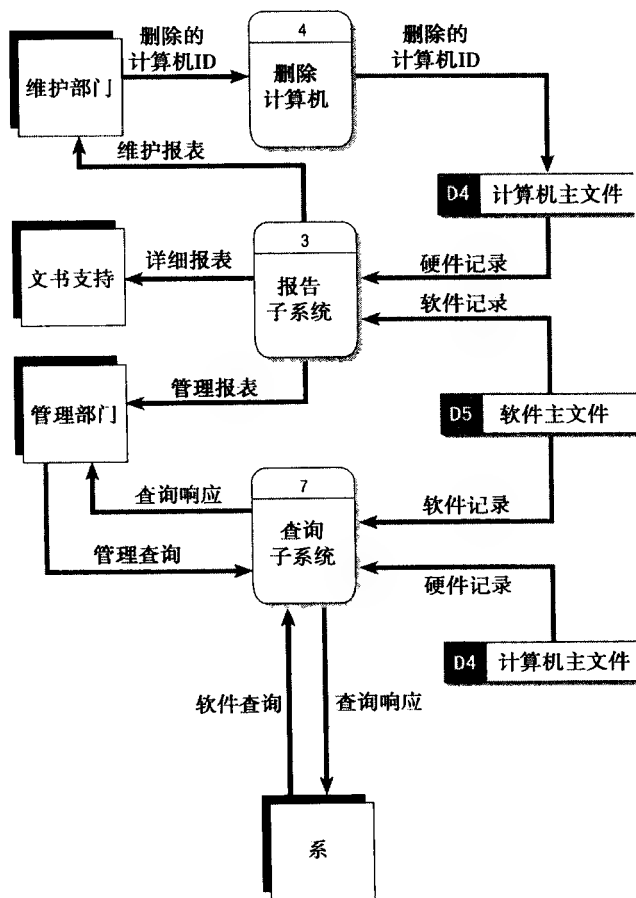 删除的
计算机ID
4
删除
计算机
删除的
计算机ID
维护部门
维护报表
D4 计算机主文件
3
报告
子系统
详细报表
文书支持
硬件记录
软件记录
管理报表
管理部门
D5 软件主文件
7
查询
子系统
查询响应
管理查询
软件记录
硬件记录
D4 计算机主文件
软件查询
查询响应
系